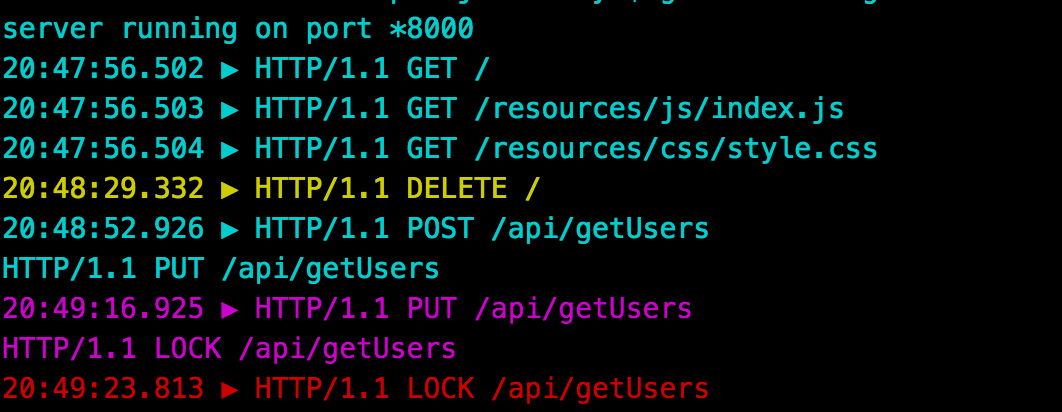 server running on port *8000
20:47:56.502 ▶ HTTP/1.1 GET /
20:47:56.503 ▶ HTTP/1.1 GET /resources/js/index.js
20:47:56.504 ▶ HTTP/1.1 GET /resources/css/style.css
20:48:29.332 ▶ HTTP/1.1 DELETE /
20:48:52.926 ▶ HTTP/1.1 POST /api/getUsers
HTTP/1.1 PUT /api/getUsers
20:49:16.925 ▶ HTTP/1.1 PUT /api/getUsers
HTTP/1.1 LOCK /api/getUsers
20:49:23.813 ▶ HTTP/1.1 LOCK /api/getUsers